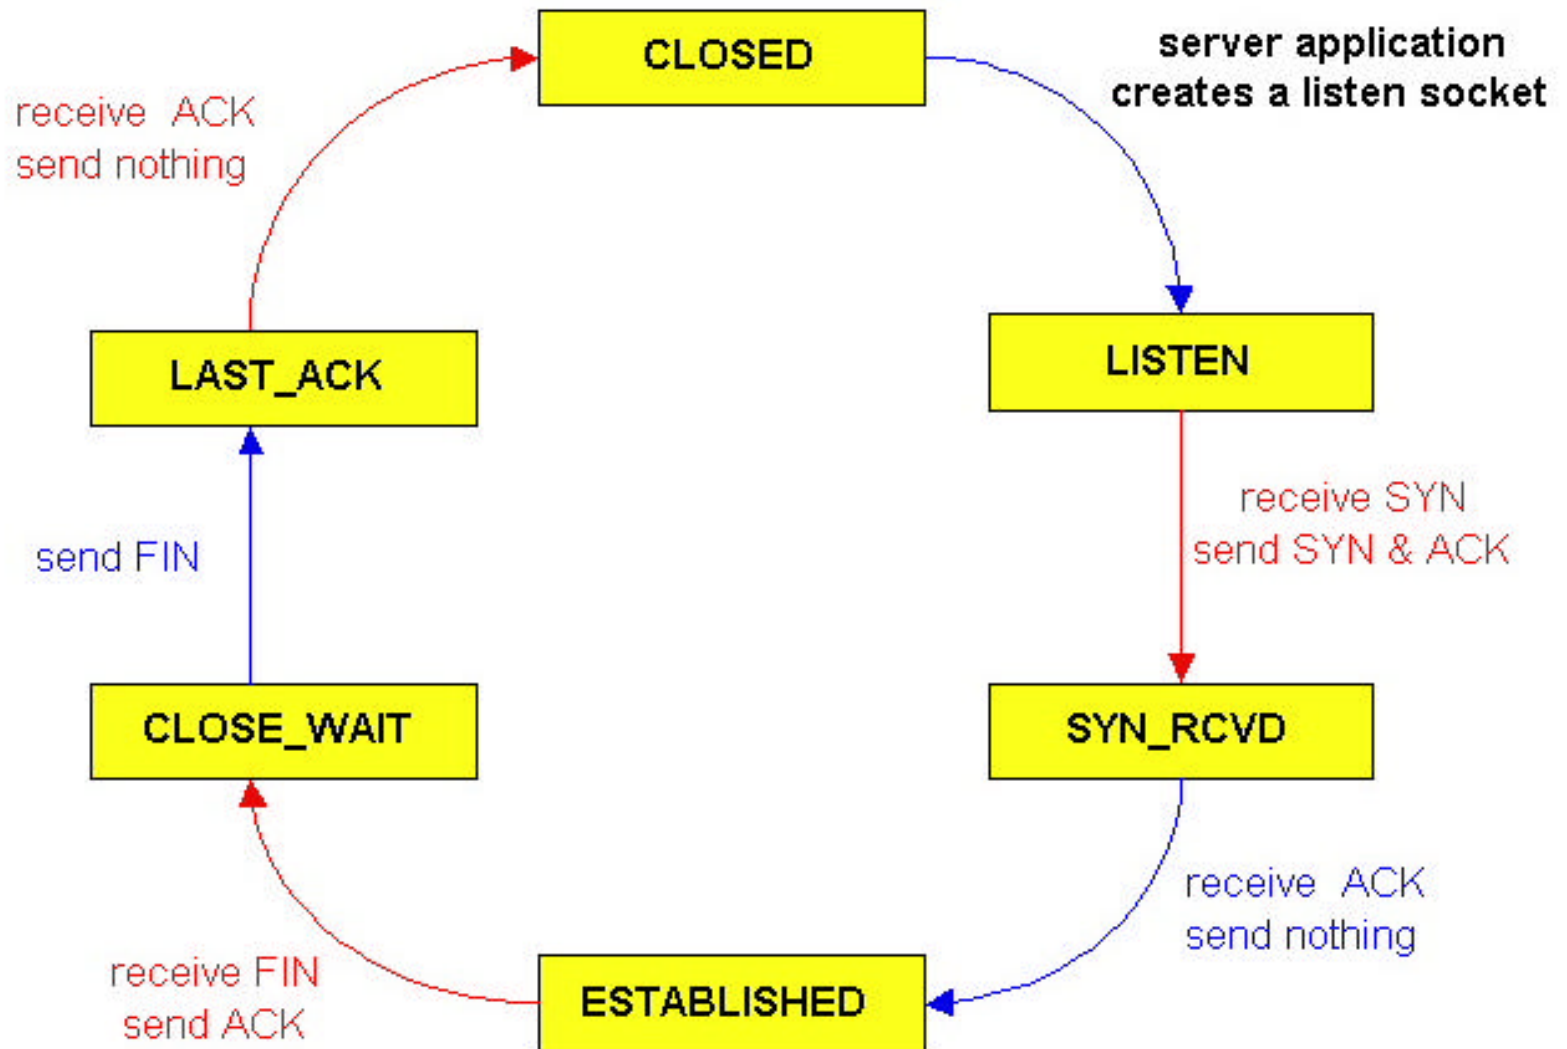 CLOSED
server application
creates a listen socket
receive ACK
send nothing
LISTEN
LAST_ACK
receive SYN
send SYN & ACK
send FIN
CLOSE_WAIT
SYN_RCVD
receive ACK
send nothing
receive FIN
send ACK
ESTABLISHED